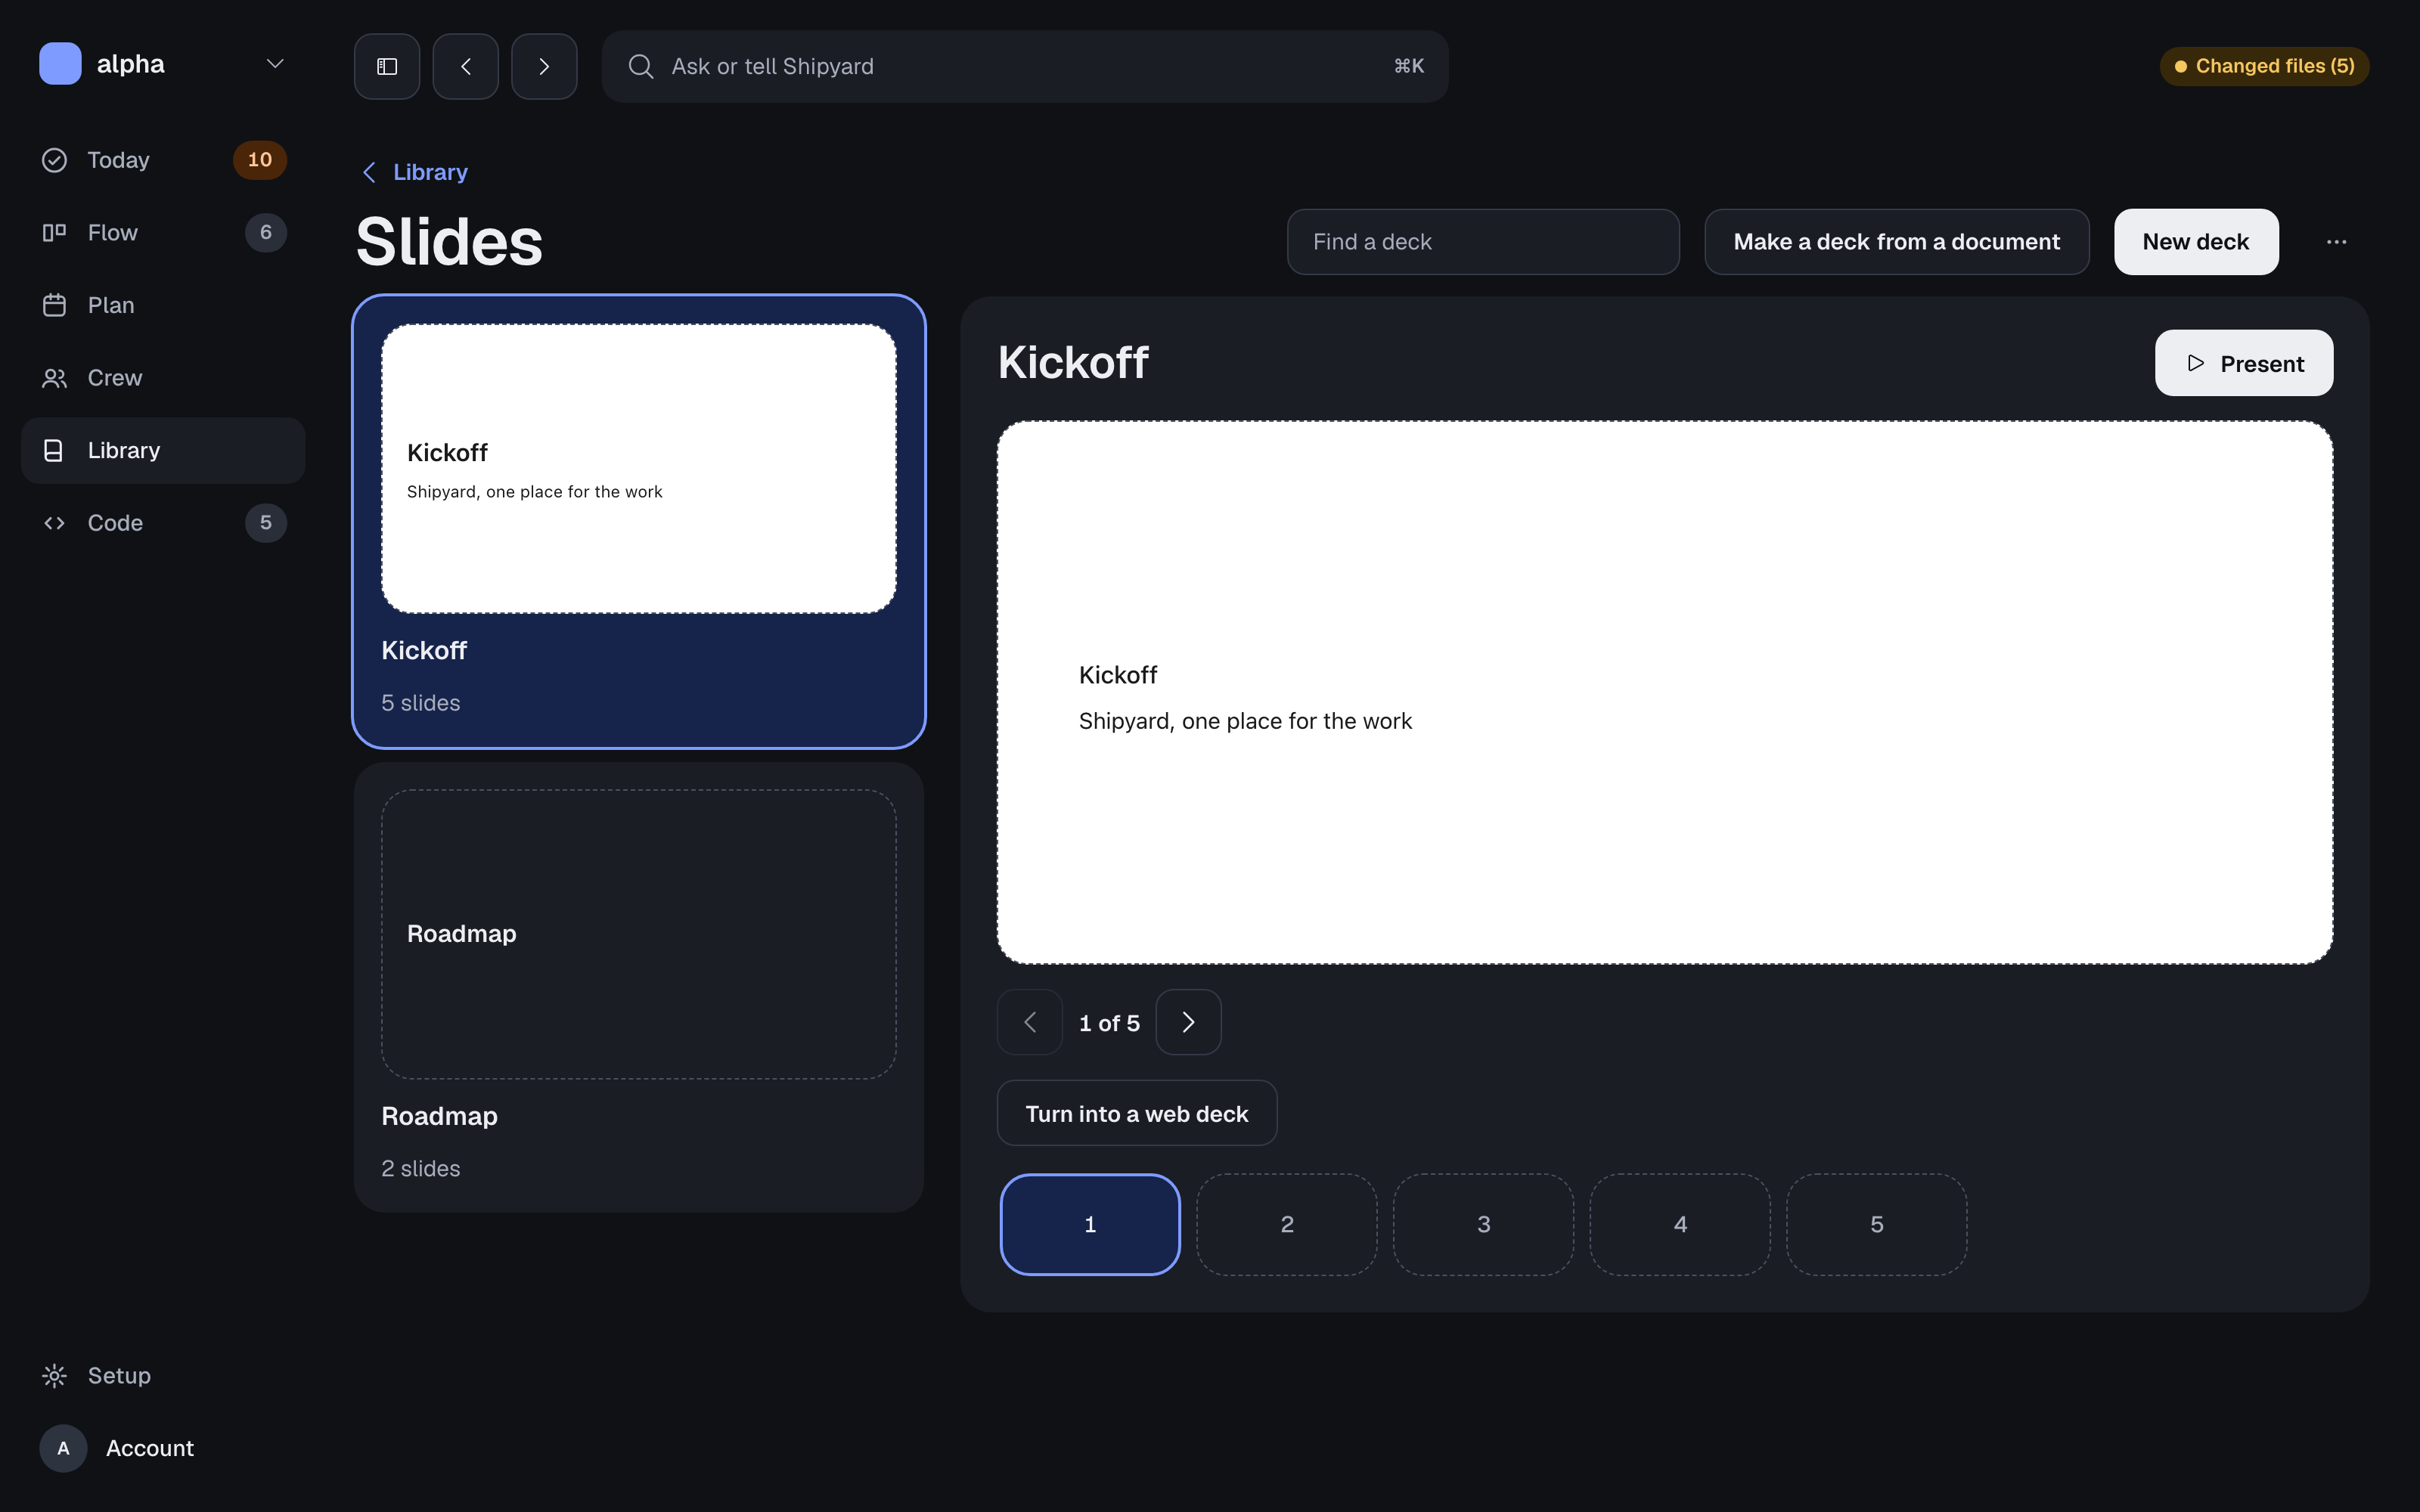 alpha
Ask or tell Shipyard ⌘K
Changed files (5)
Today 10
Flow 6
Plan
Crew
Library
Code 5
Setup
A Account
Library
Slides
Find a deck
Make a deck from a document
New deck
Kickoff
Shipyard, one place for the work
Kickoff
5 slides
Roadmap
Roadmap
2 slides
Kickoff
Present
Kickoff
Shipyard, one place for the work
1 of 5
Turn into a web deck
1 2 3 4 5